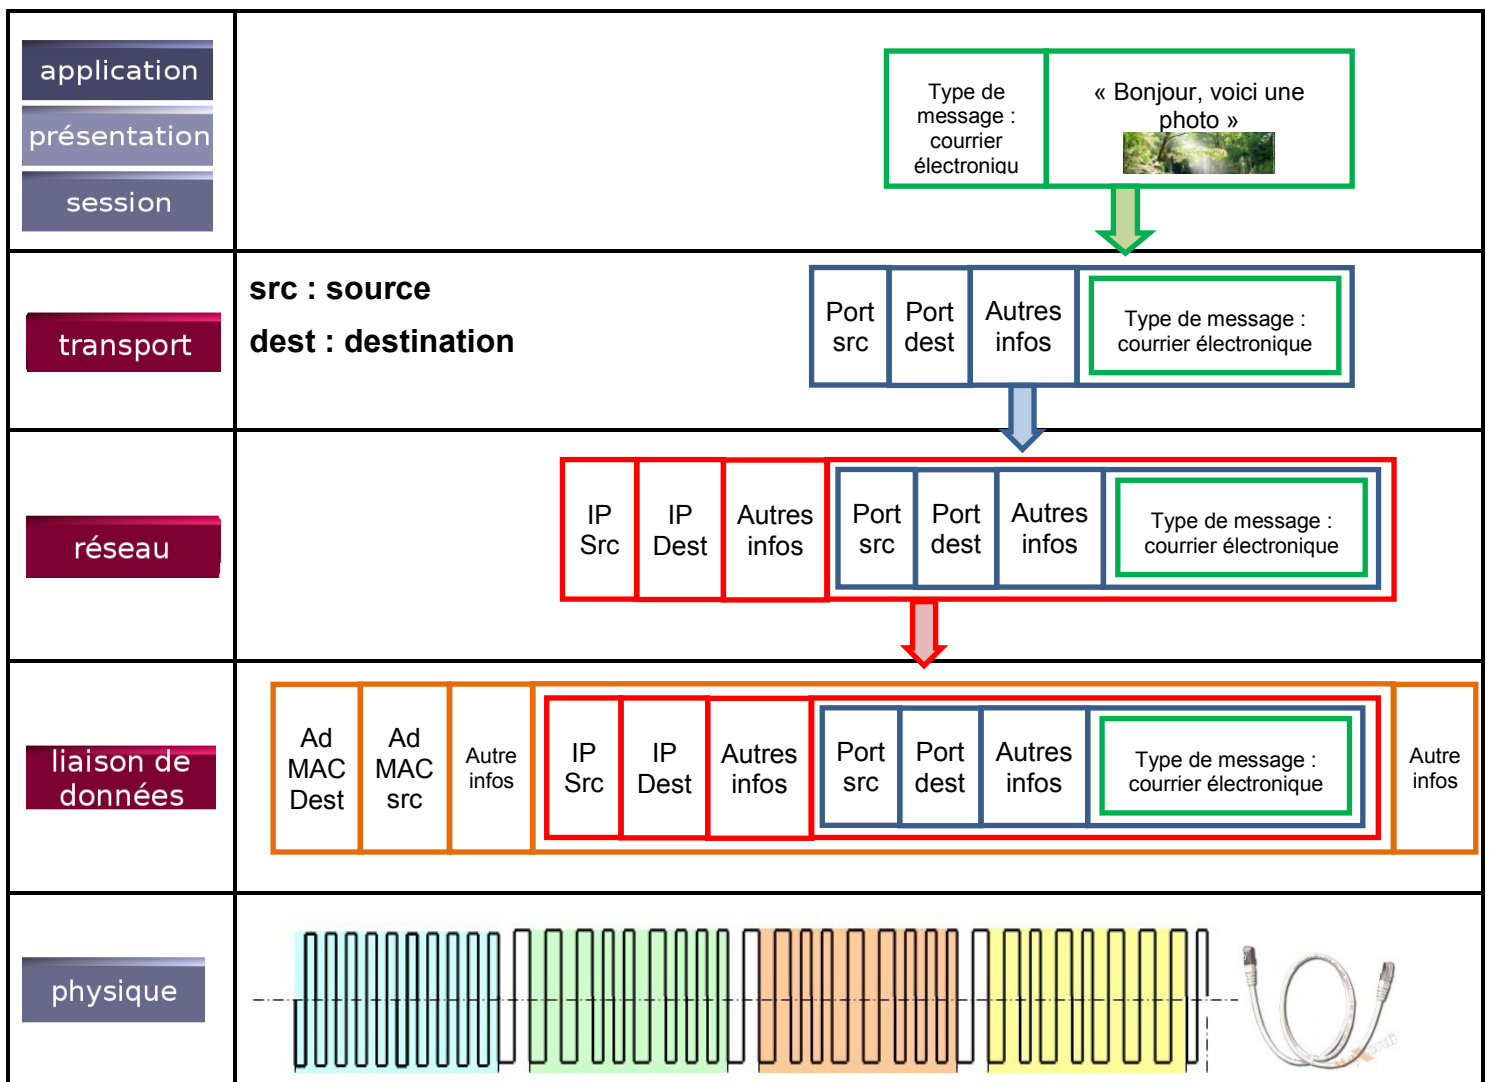 application
présentation
session
Type de
message :
courrier
électroniqu
« Bonjour, voici une
photo »
transport
src : source
dest : destination
Port
src
Port
dest
Autres
infos
Type de message :
courrier électronique
réseau
IP
Src
IP
Dest
Autres
infos
Port
src
Port
dest
Autres
infos
Type de message :
courrier électronique
liaison de
données
Ad
MAC
Dest
Ad
MAC
src
Autre
infos
IP
Src
IP
Dest
Autres
infos
Port
src
Port
dest
Autres
infos
Type de message :
courrier électronique
Autre
infos
physique